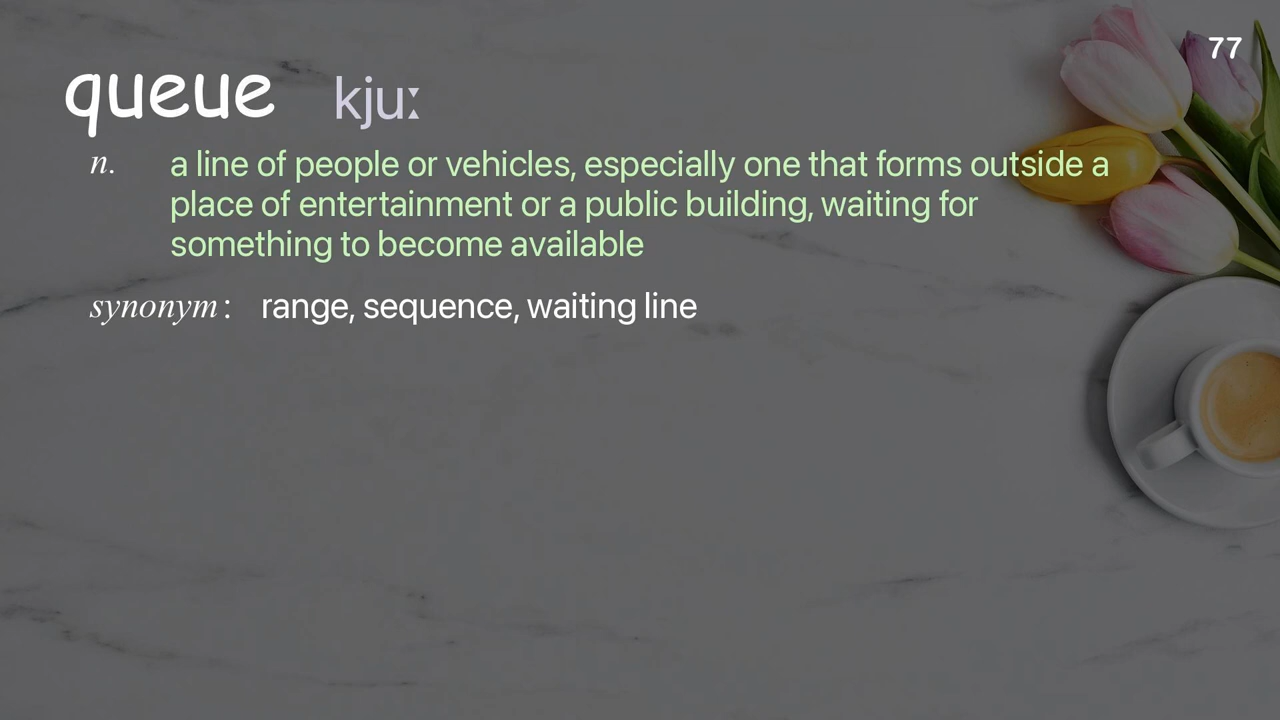 77
queue kjuː
n. a line of people or vehicles, especially one that forms outside a
place of entertainment or a public building, waiting for
something to become available
synonym: range, sequence, waiting line